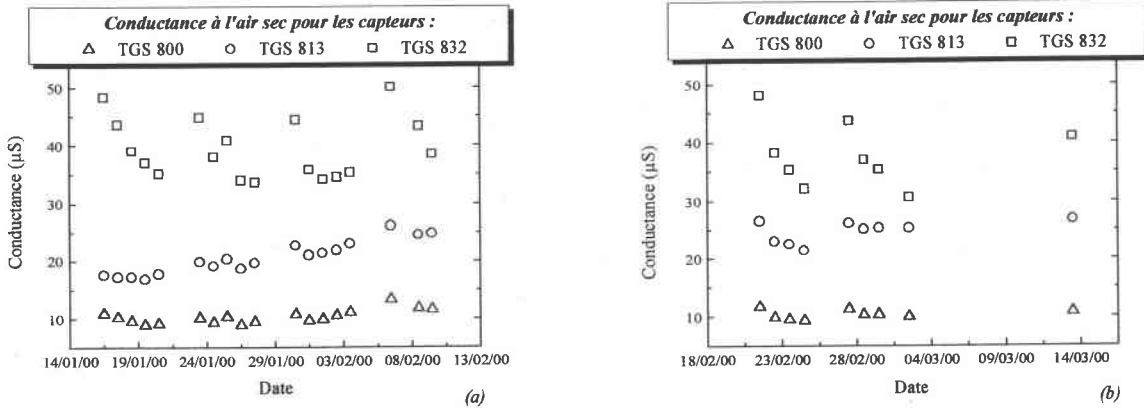 Conductance à l'air sec pour les capteurs :
TGS 800 TGS 813 TGS 832
50
40
30
20
10
Conductance (µS)
14/01/00 19/01/00 24/01/00 29/01/00 03/02/00 08/02/00 13/02/00
Date
(a)
Conductance à l'air sec pour les capteurs :
TGS 800 TGS 813 TGS 832
50
40
30
20
10
Conductance (µS)
18/02/00 23/02/00 28/02/00 04/03/00 09/03/00 14/03/00
Date
(b)